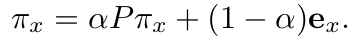 π_x = αPπ_x + (1 − α)e_x.